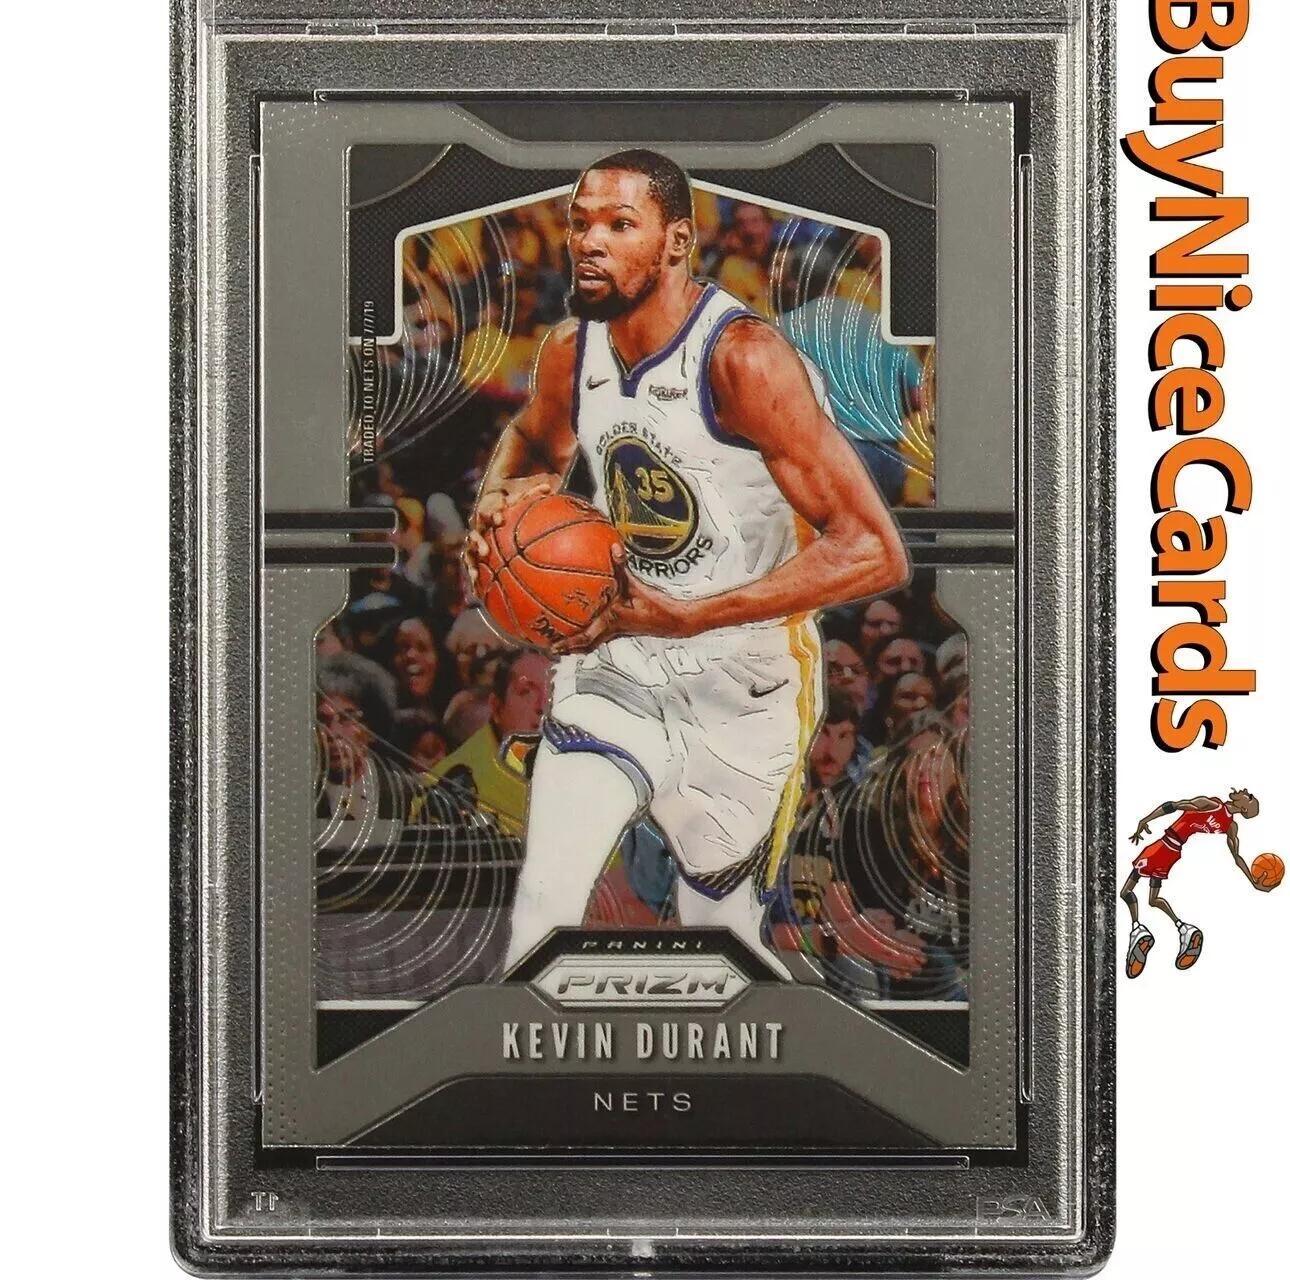 BuyNiceCards
TRADED TO NETS ON 7/7/19
GOLDEN STATE
35
WARRIORS
PANINI
PRIZM
KEVIN DURANT
NETS
PSA